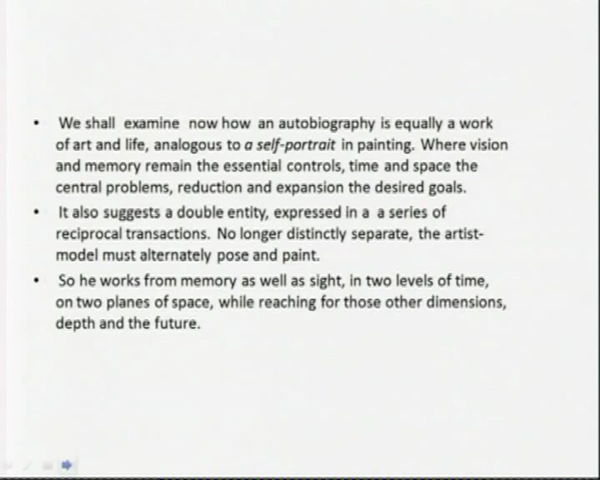 • We shall examine now how an autobiography is equally a work
of art and life, analogous to a self-portrait in painting. Where vision
and memory remain the essential controls, time and space the
central problems, reduction and expansion the desired goals.
• It also suggests a double entity, expressed in a a series of
reciprocal transactions. No longer distinctly separate, the artist-
model must alternately pose and paint.
• So he works from memory as well as sight, in two levels of time,
on two planes of space, while reaching for those other dimensions,
depth and the future.